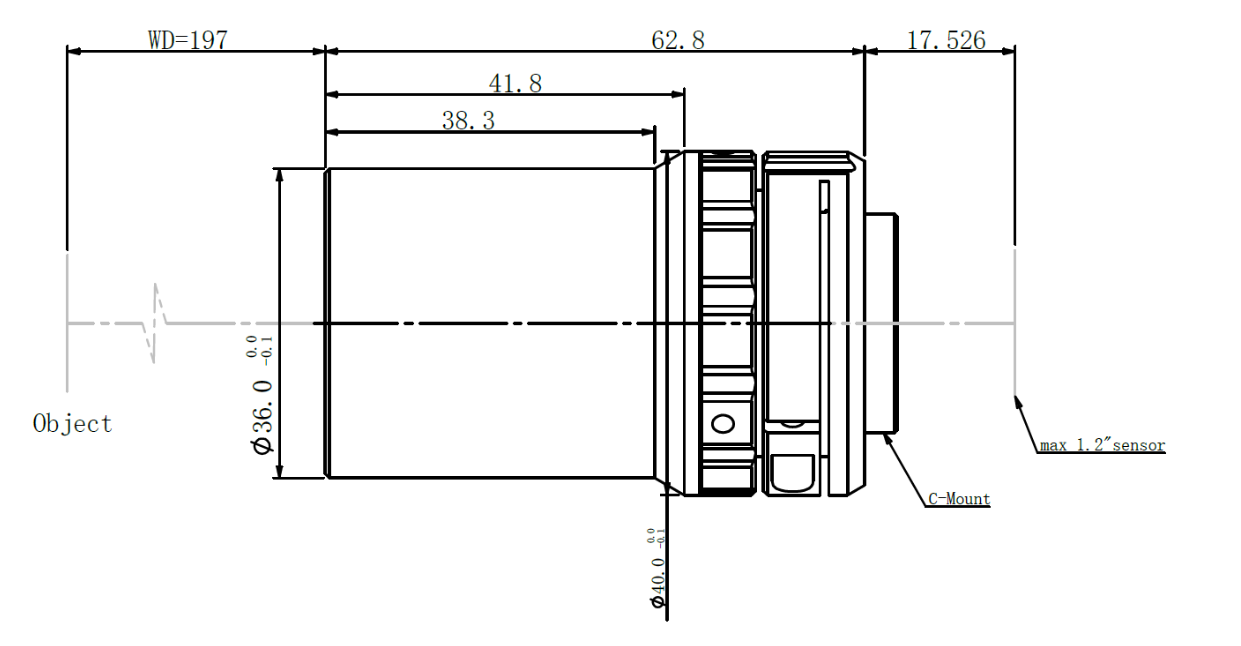 WD=197
62.8
17.526
41.8
38.3
ϕ36.0 0.0 -0.1
Object
max 1.2″sensor
C-Mount
ϕ40.0 0.0 -0.1